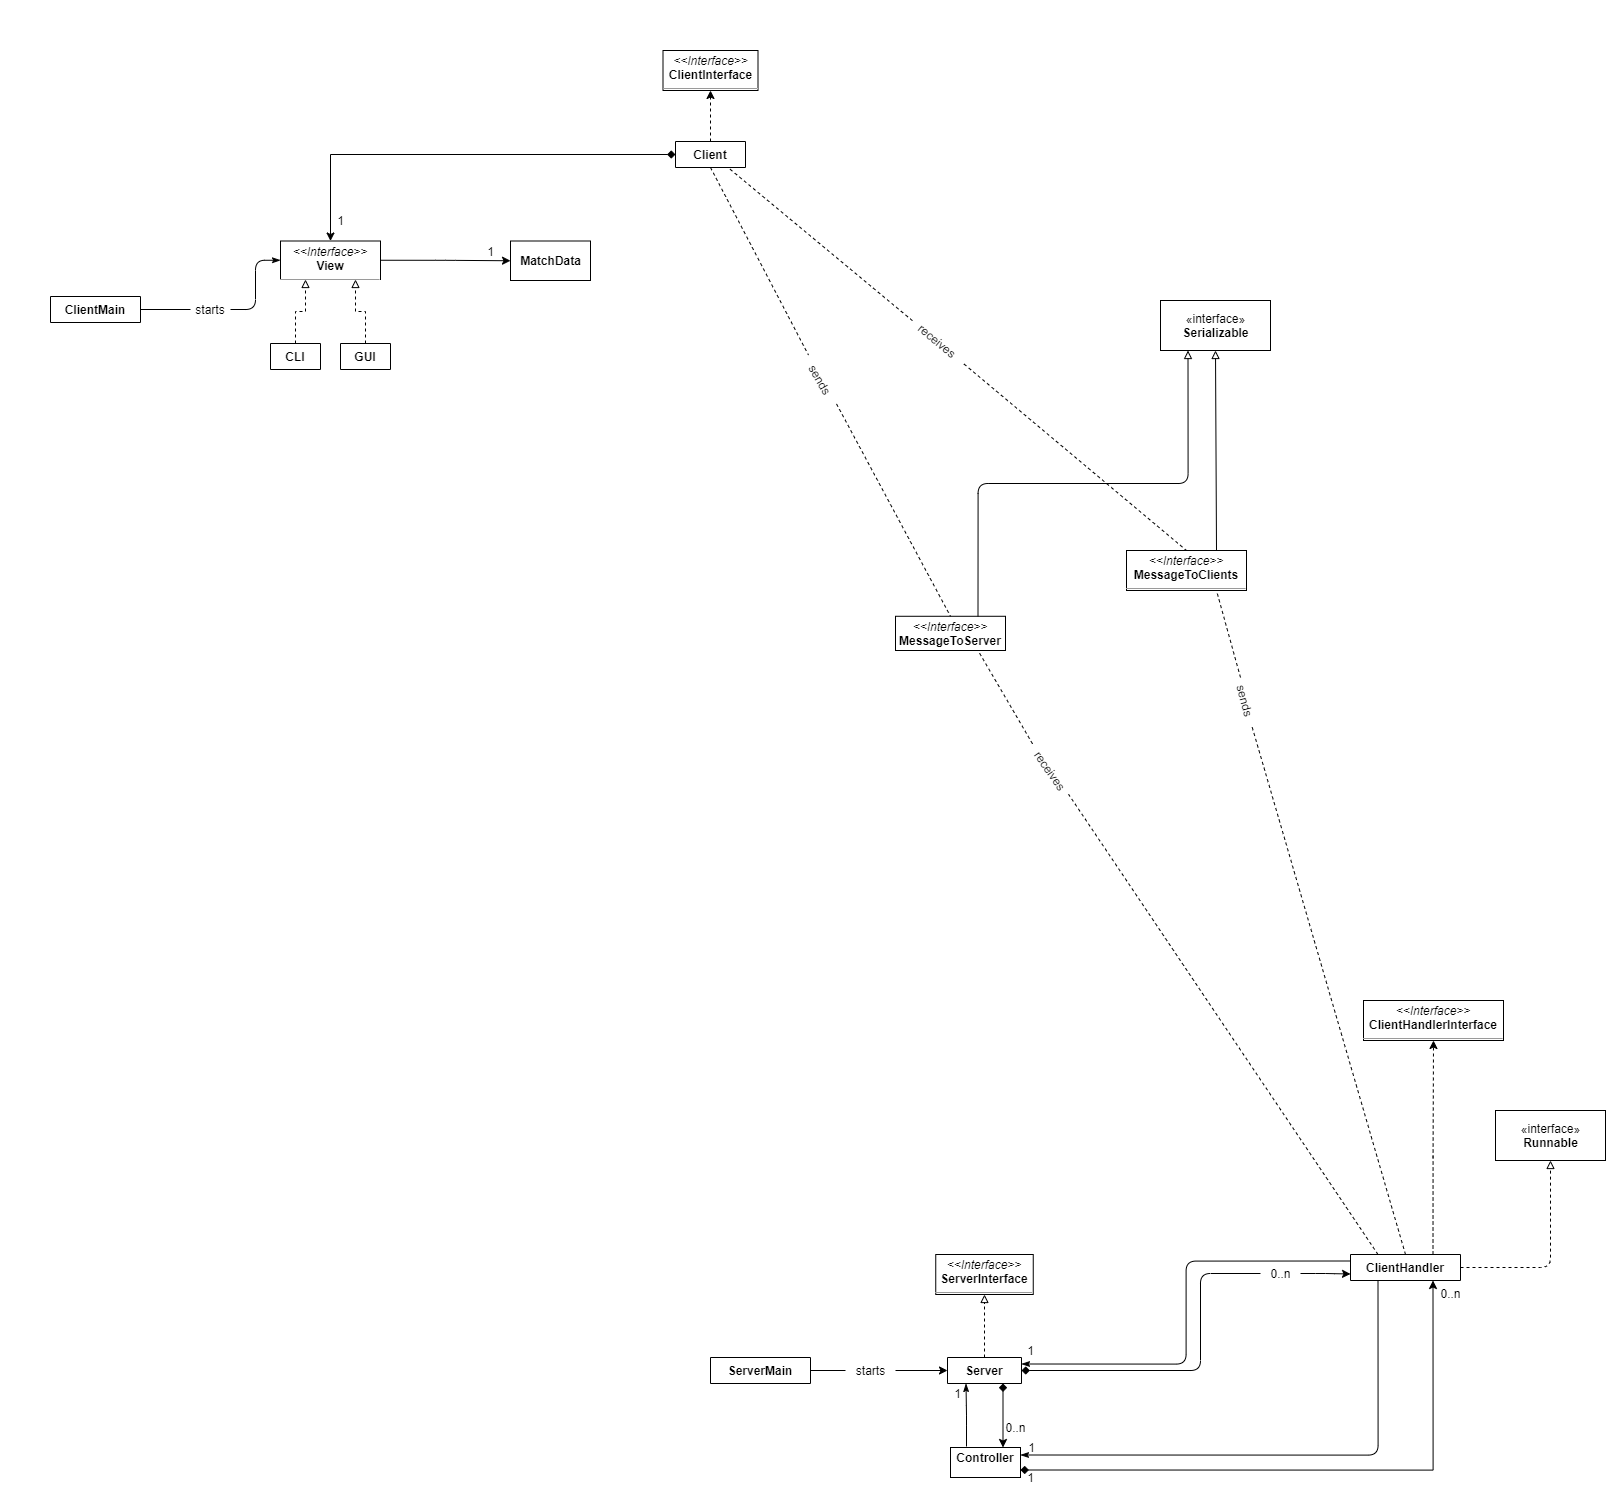 <<Interface>>
ClientInterface
Client
1
<<Interface>>
View
1
MatchData
ClientMain
starts
CLI
GUI
receives
sends
«interface»
Serializable
<<Interface>>
MessageToClients
<<Interface>>
MessageToServer
sends
receives
<<Interface>>
ClientHandlerInterface
«interface»
Runnable
<<Interface>>
ServerInterface
ClientHandler
0..n
0..n
1
ServerMain
starts
Server
1
0..n
Controller
1
1